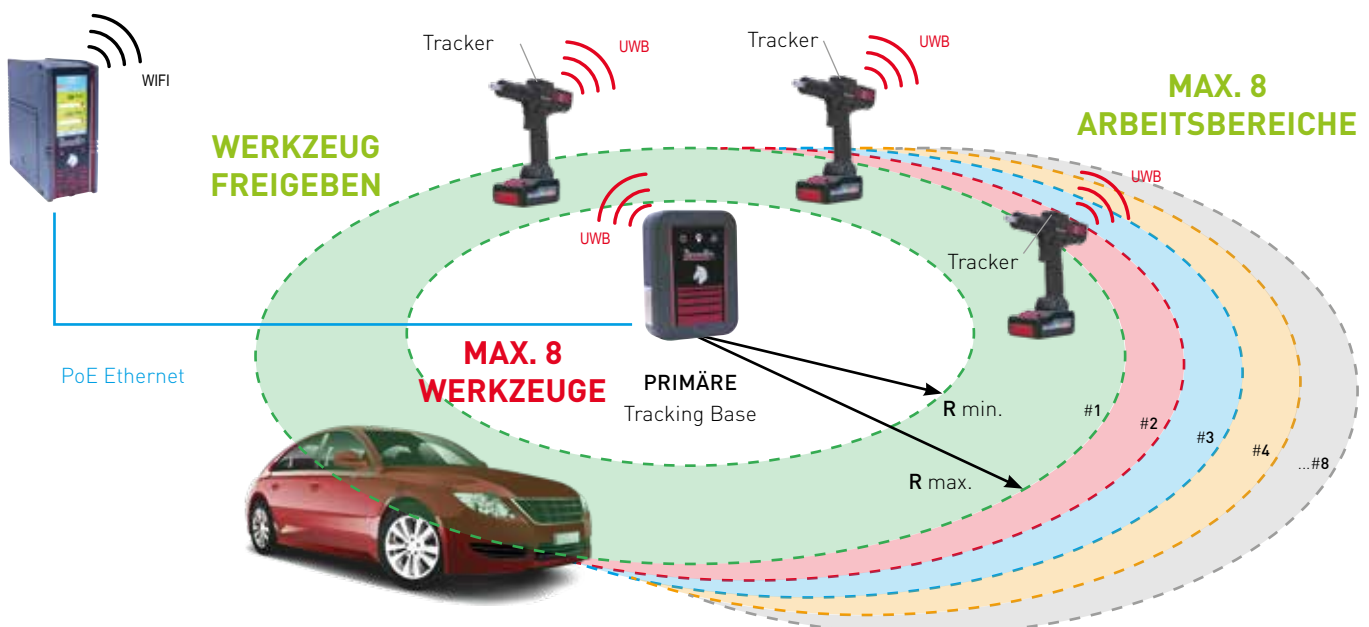 WIFI
Tracker
UWB
Tracker
UWB
MAX. 8
ARBEITSBEREICHE
WERKZEUG
FREIGEBEN
UWB
UWB
Tracker
PoE Ethernet
MAX. 8
WERKZEUGE
PRIMÄRE
Tracking Base
R min.
R max.
#1
#2
#3
#4
...#8